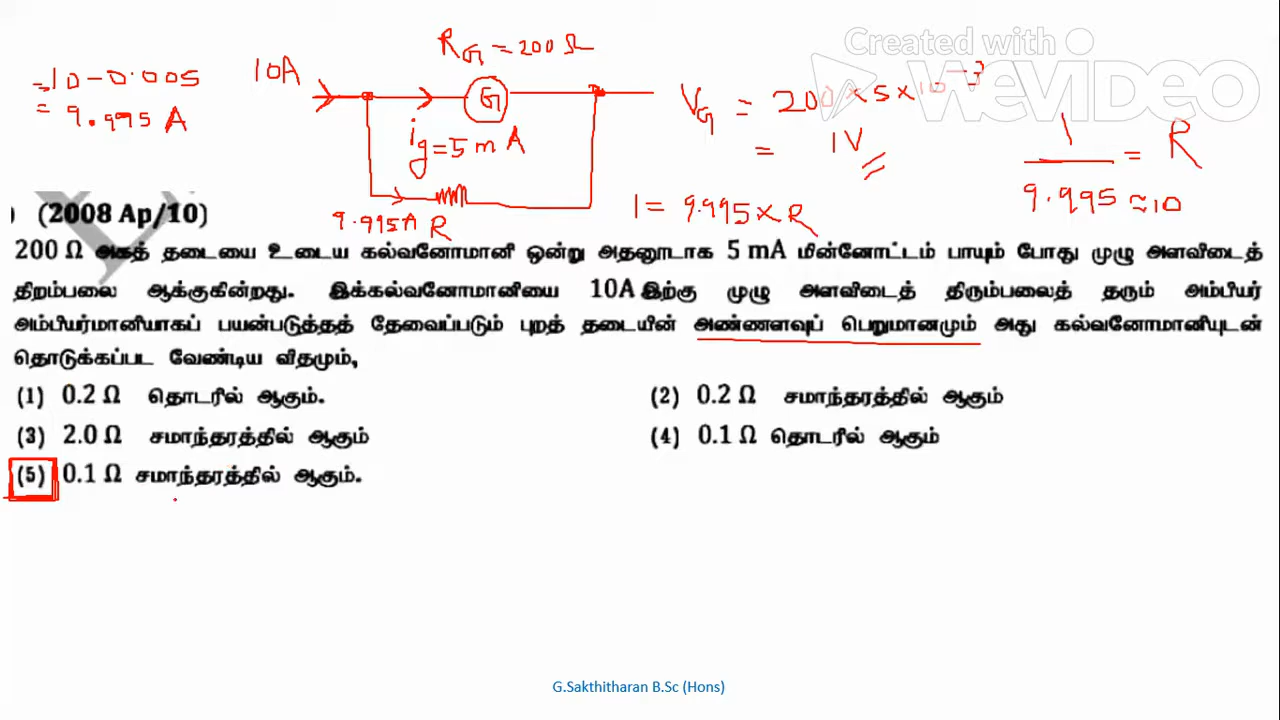 = 10 - 0.005
= 9.995 A
10A
R_G = 200 Ω
G
i_g = 5 m A
9.995A
R
V_G = 200 × 5 × 10⁻³
= 1V
1 = 9.995 × R
1 / 9.995 ≈ 10 = R
Created with
WEVIDEO
) (2008 Ap/10)
200 Ω அகத் தடையை உடைய கல்வனோமானி ஒன்று அதனூடாக 5 mA மின்னோட்டம் பாயும் போது முழு அளவிடைத்
திறம்பலை ஆக்குகின்றது. இக்கல்வனோமானியை 10A இற்கு முழு அளவிடைத் திரும்பலைத் தரும் அம்பியர்
அம்பியர்மானியாகப் பயன்படுத்தத் தேவைப்படும் புறத் தடையின் அண்ணளவுப் பெறுமானமும் அது கல்வனோமானியுடன்
தொடுக்கப்பட வேண்டிய விதமும்,
(1) 0.2 Ω தொடரில் ஆகும்.
(2) 0.2 Ω சமாந்தரத்தில் ஆகும்
(3) 2.0 Ω சமாந்தரத்தில் ஆகும்
(4) 0.1 Ω தொடரில் ஆகும்
(5) 0.1 Ω சமாந்தரத்தில் ஆகும்.
G.Sakthitharan B.Sc (Hons)